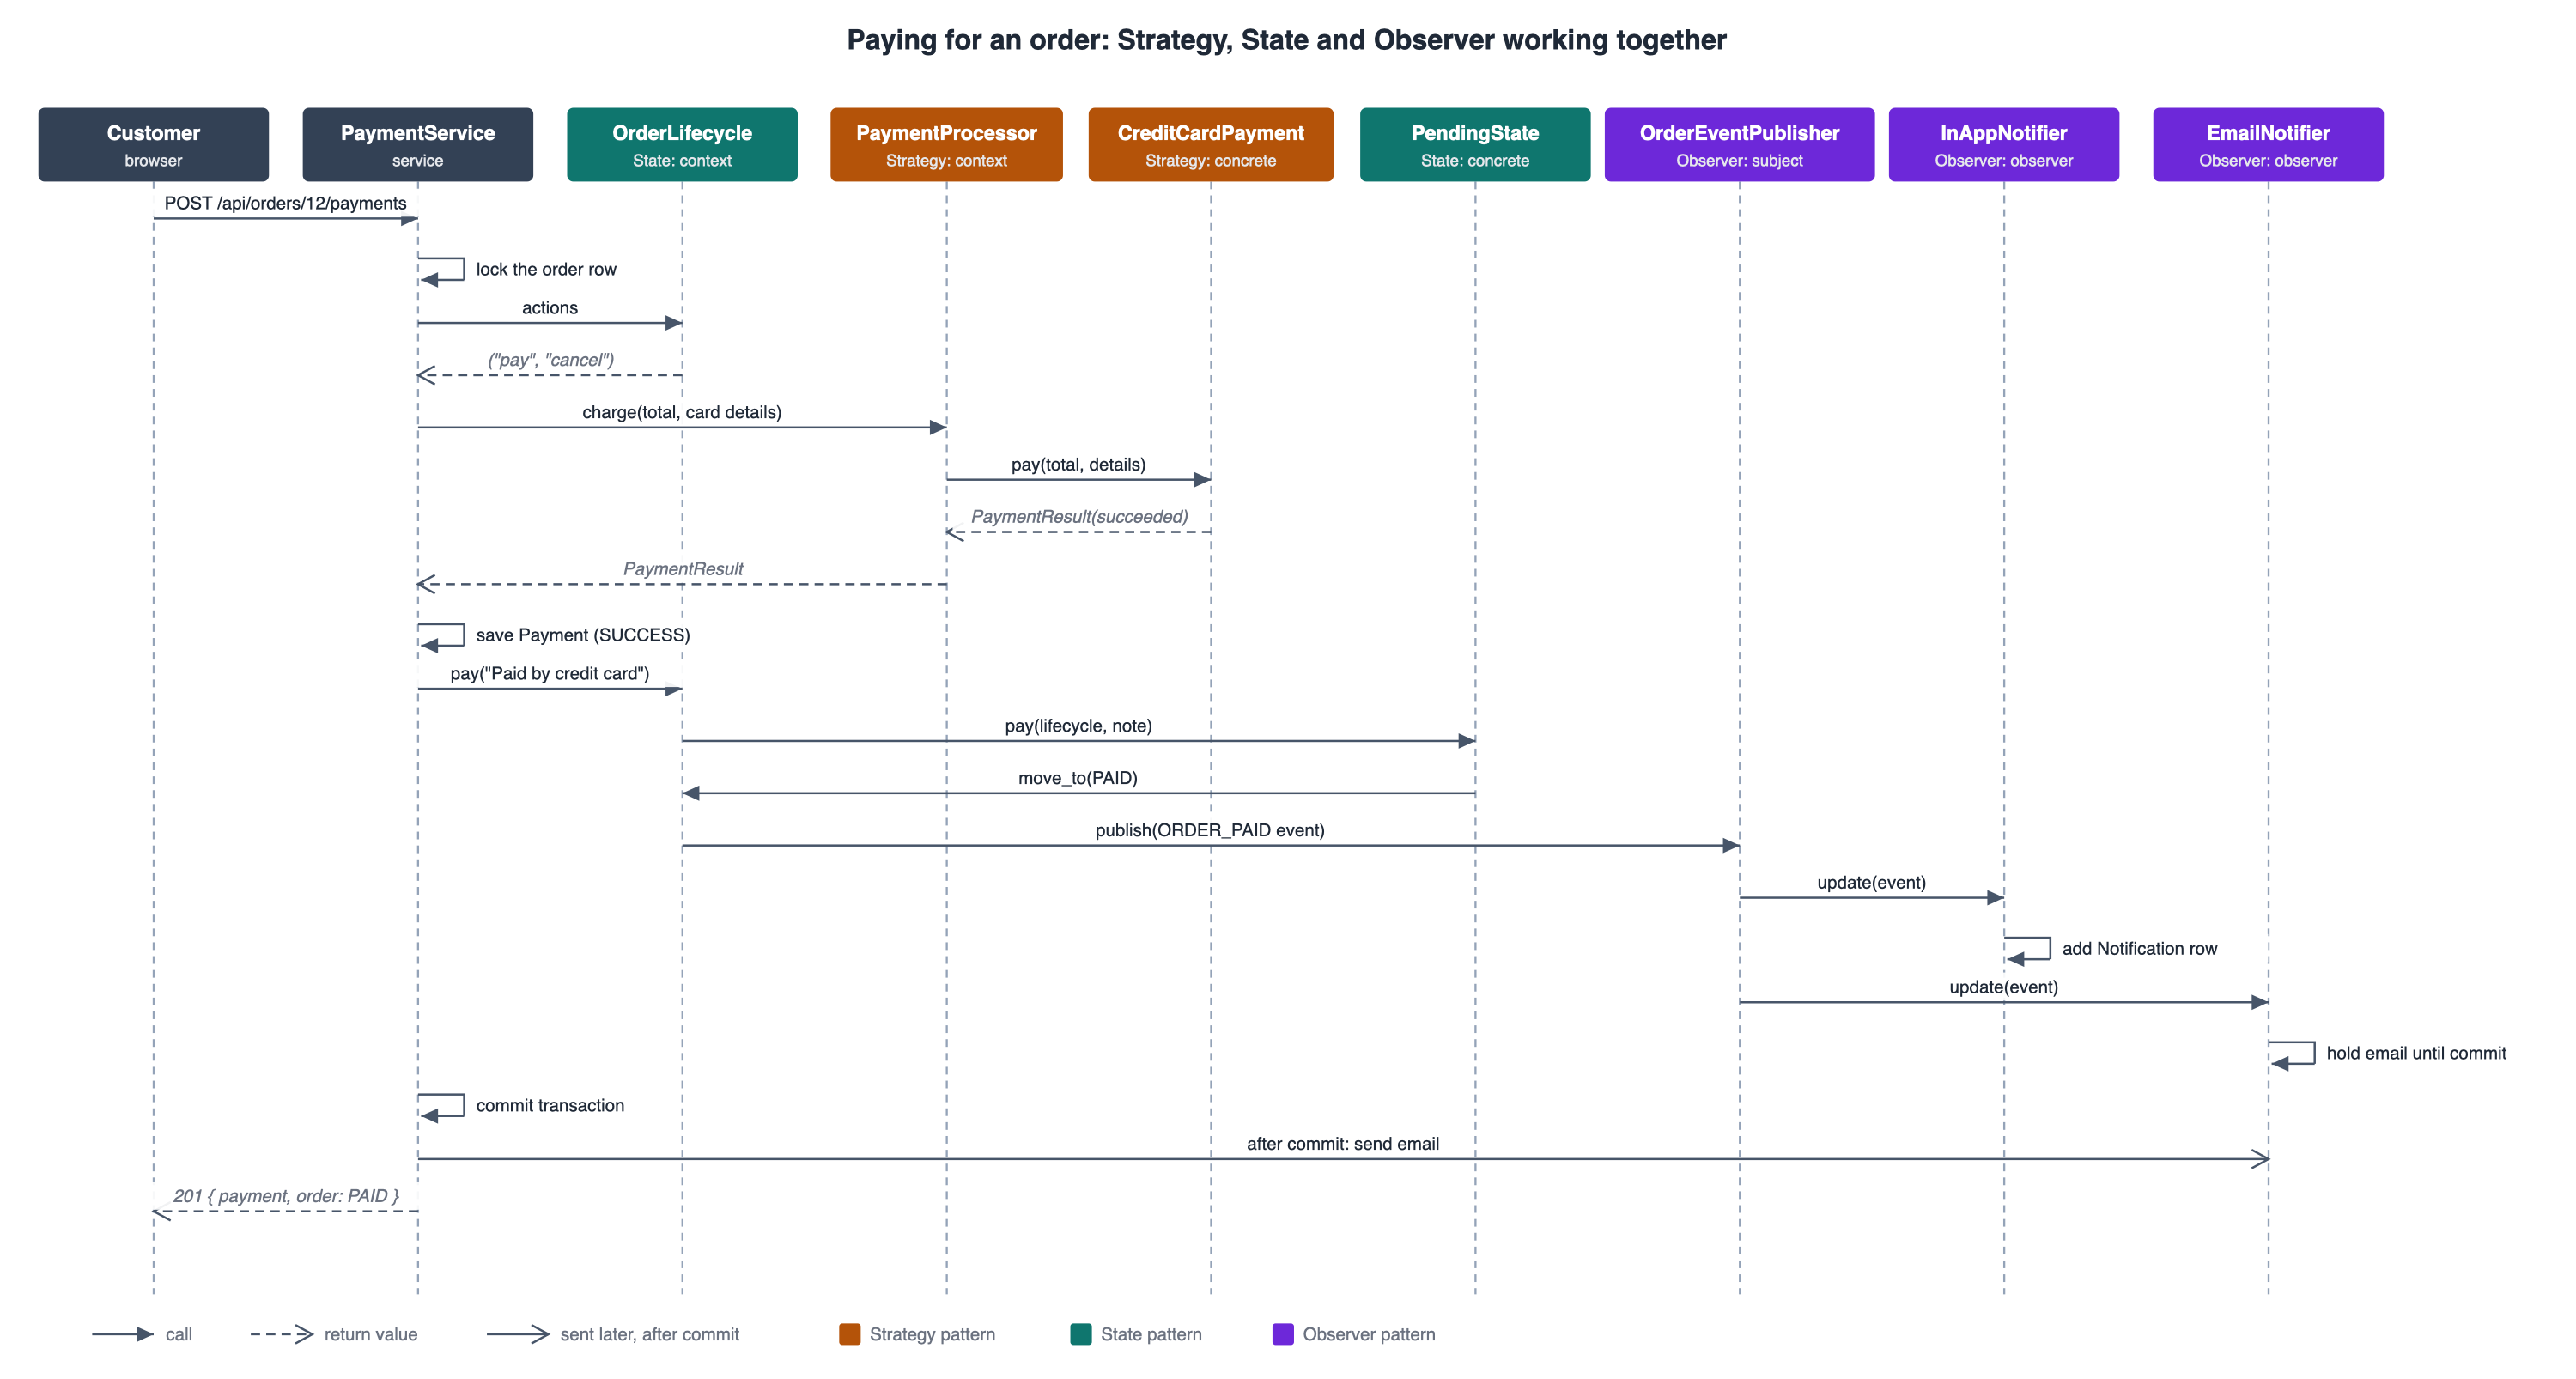 Paying for an order: Strategy, State and Observer working together
Customer
browser
PaymentService
service
OrderLifecycle
State: context
PaymentProcessor
Strategy: context
CreditCardPayment
Strategy: concrete
PendingState
State: concrete
OrderEventPublisher
Observer: subject
InAppNotifier
Observer: observer
EmailNotifier
Observer: observer
POST /api/orders/12/payments
lock the order row
actions
("pay", "cancel")
charge(total, card details)
pay(total, details)
PaymentResult(succeeded)
PaymentResult
save Payment (SUCCESS)
pay("Paid by credit card")
pay(lifecycle, note)
move_to(PAID)
publish(ORDER_PAID event)
update(event)
add Notification row
update(event)
hold email until commit
commit transaction
after commit: send email
201 { payment, order: PAID }
call
return value
sent later, after commit
Strategy pattern
State pattern
Observer pattern